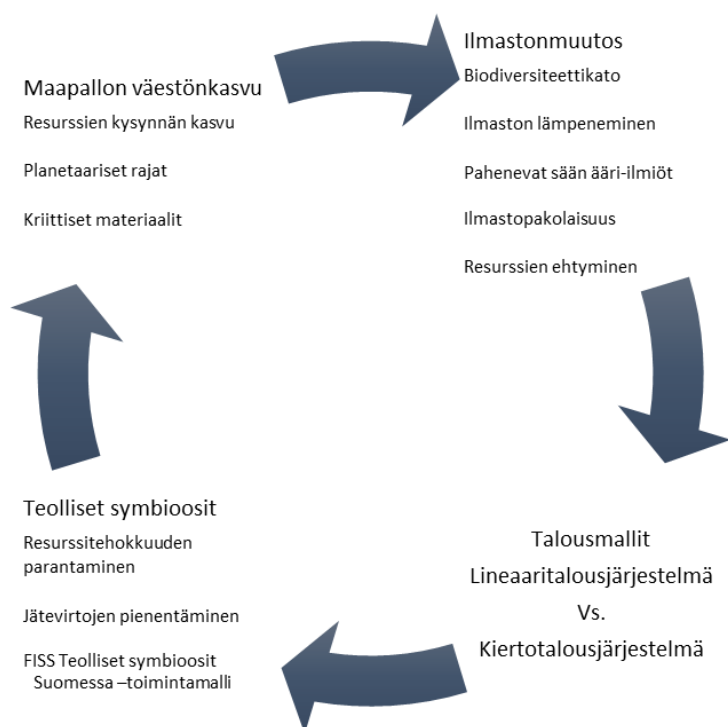 Maapallon väestönkasvu
Resurssien kysynnän kasvu
Planetaariset rajat
Kriittiset materiaalit
Ilmastonmuutos
Biodiversiteettikato
Ilmaston lämpeneminen
Pahenevat sään ääri-ilmiöt
Ilmastopakolaisuus
Resurssien ehtyminen
Talousmallit
Lineaaritalousjärjestelmä
Vs.
Kiertotalousjärjestelmä
Teolliset symbioosit
Resurssitehokkuuden
parantaminen
Jätevirtojen pienentäminen
FISS Teolliset symbioosit
Suomessa –toimintamalli